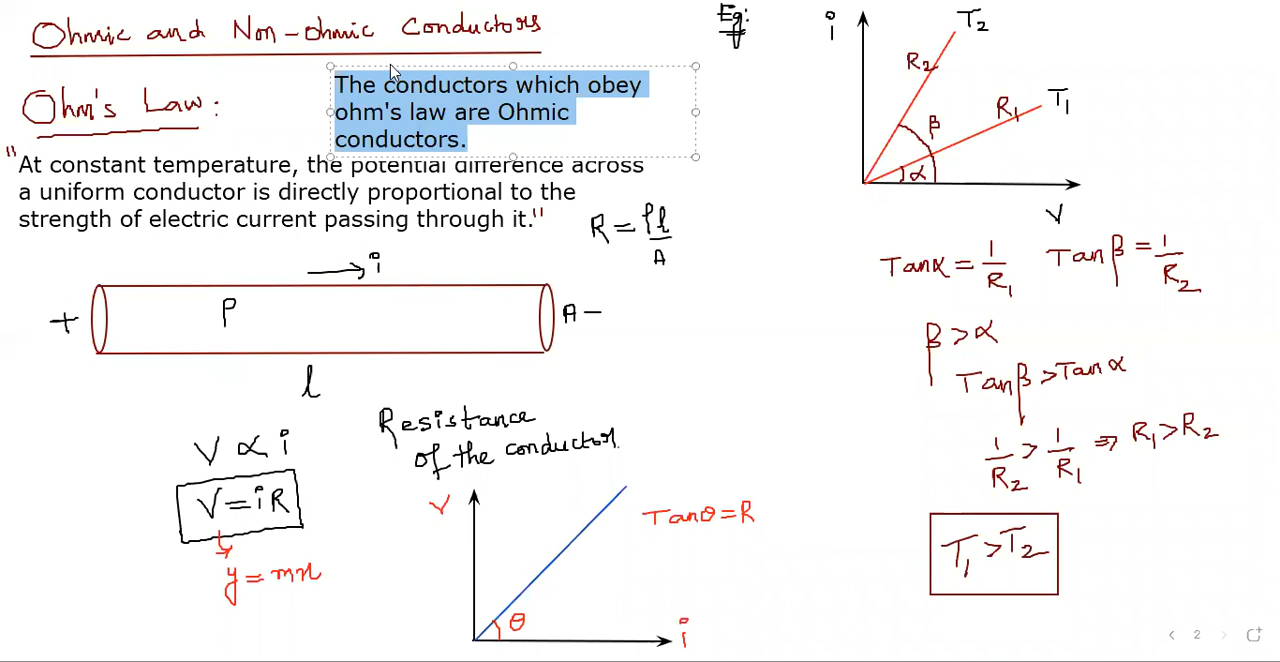 Ohmic and Non-ohmic Conductors
Ohm's Law:
The conductors which obey
ohm's law are Ohmic
conductors.
"At constant temperature, the potential difference across
a uniform conductor is directly proportional to the
strength of electric current passing through it."
R = ρl/A
i
+ ρ A -
l
V ∝ i
V = iR
y = mx
Resistance
of the conductor.
V
Tanθ = R
θ
i
Eg:
i
T₂
R₂
T₁
R₁
β
α
V
Tanα = 1/R₁ Tanβ = 1/R₂
β > α
Tanβ > Tanα
1/R₂ > 1/R₁ ⇒ R₁ > R₂
T₁ > T₂
< 2 >